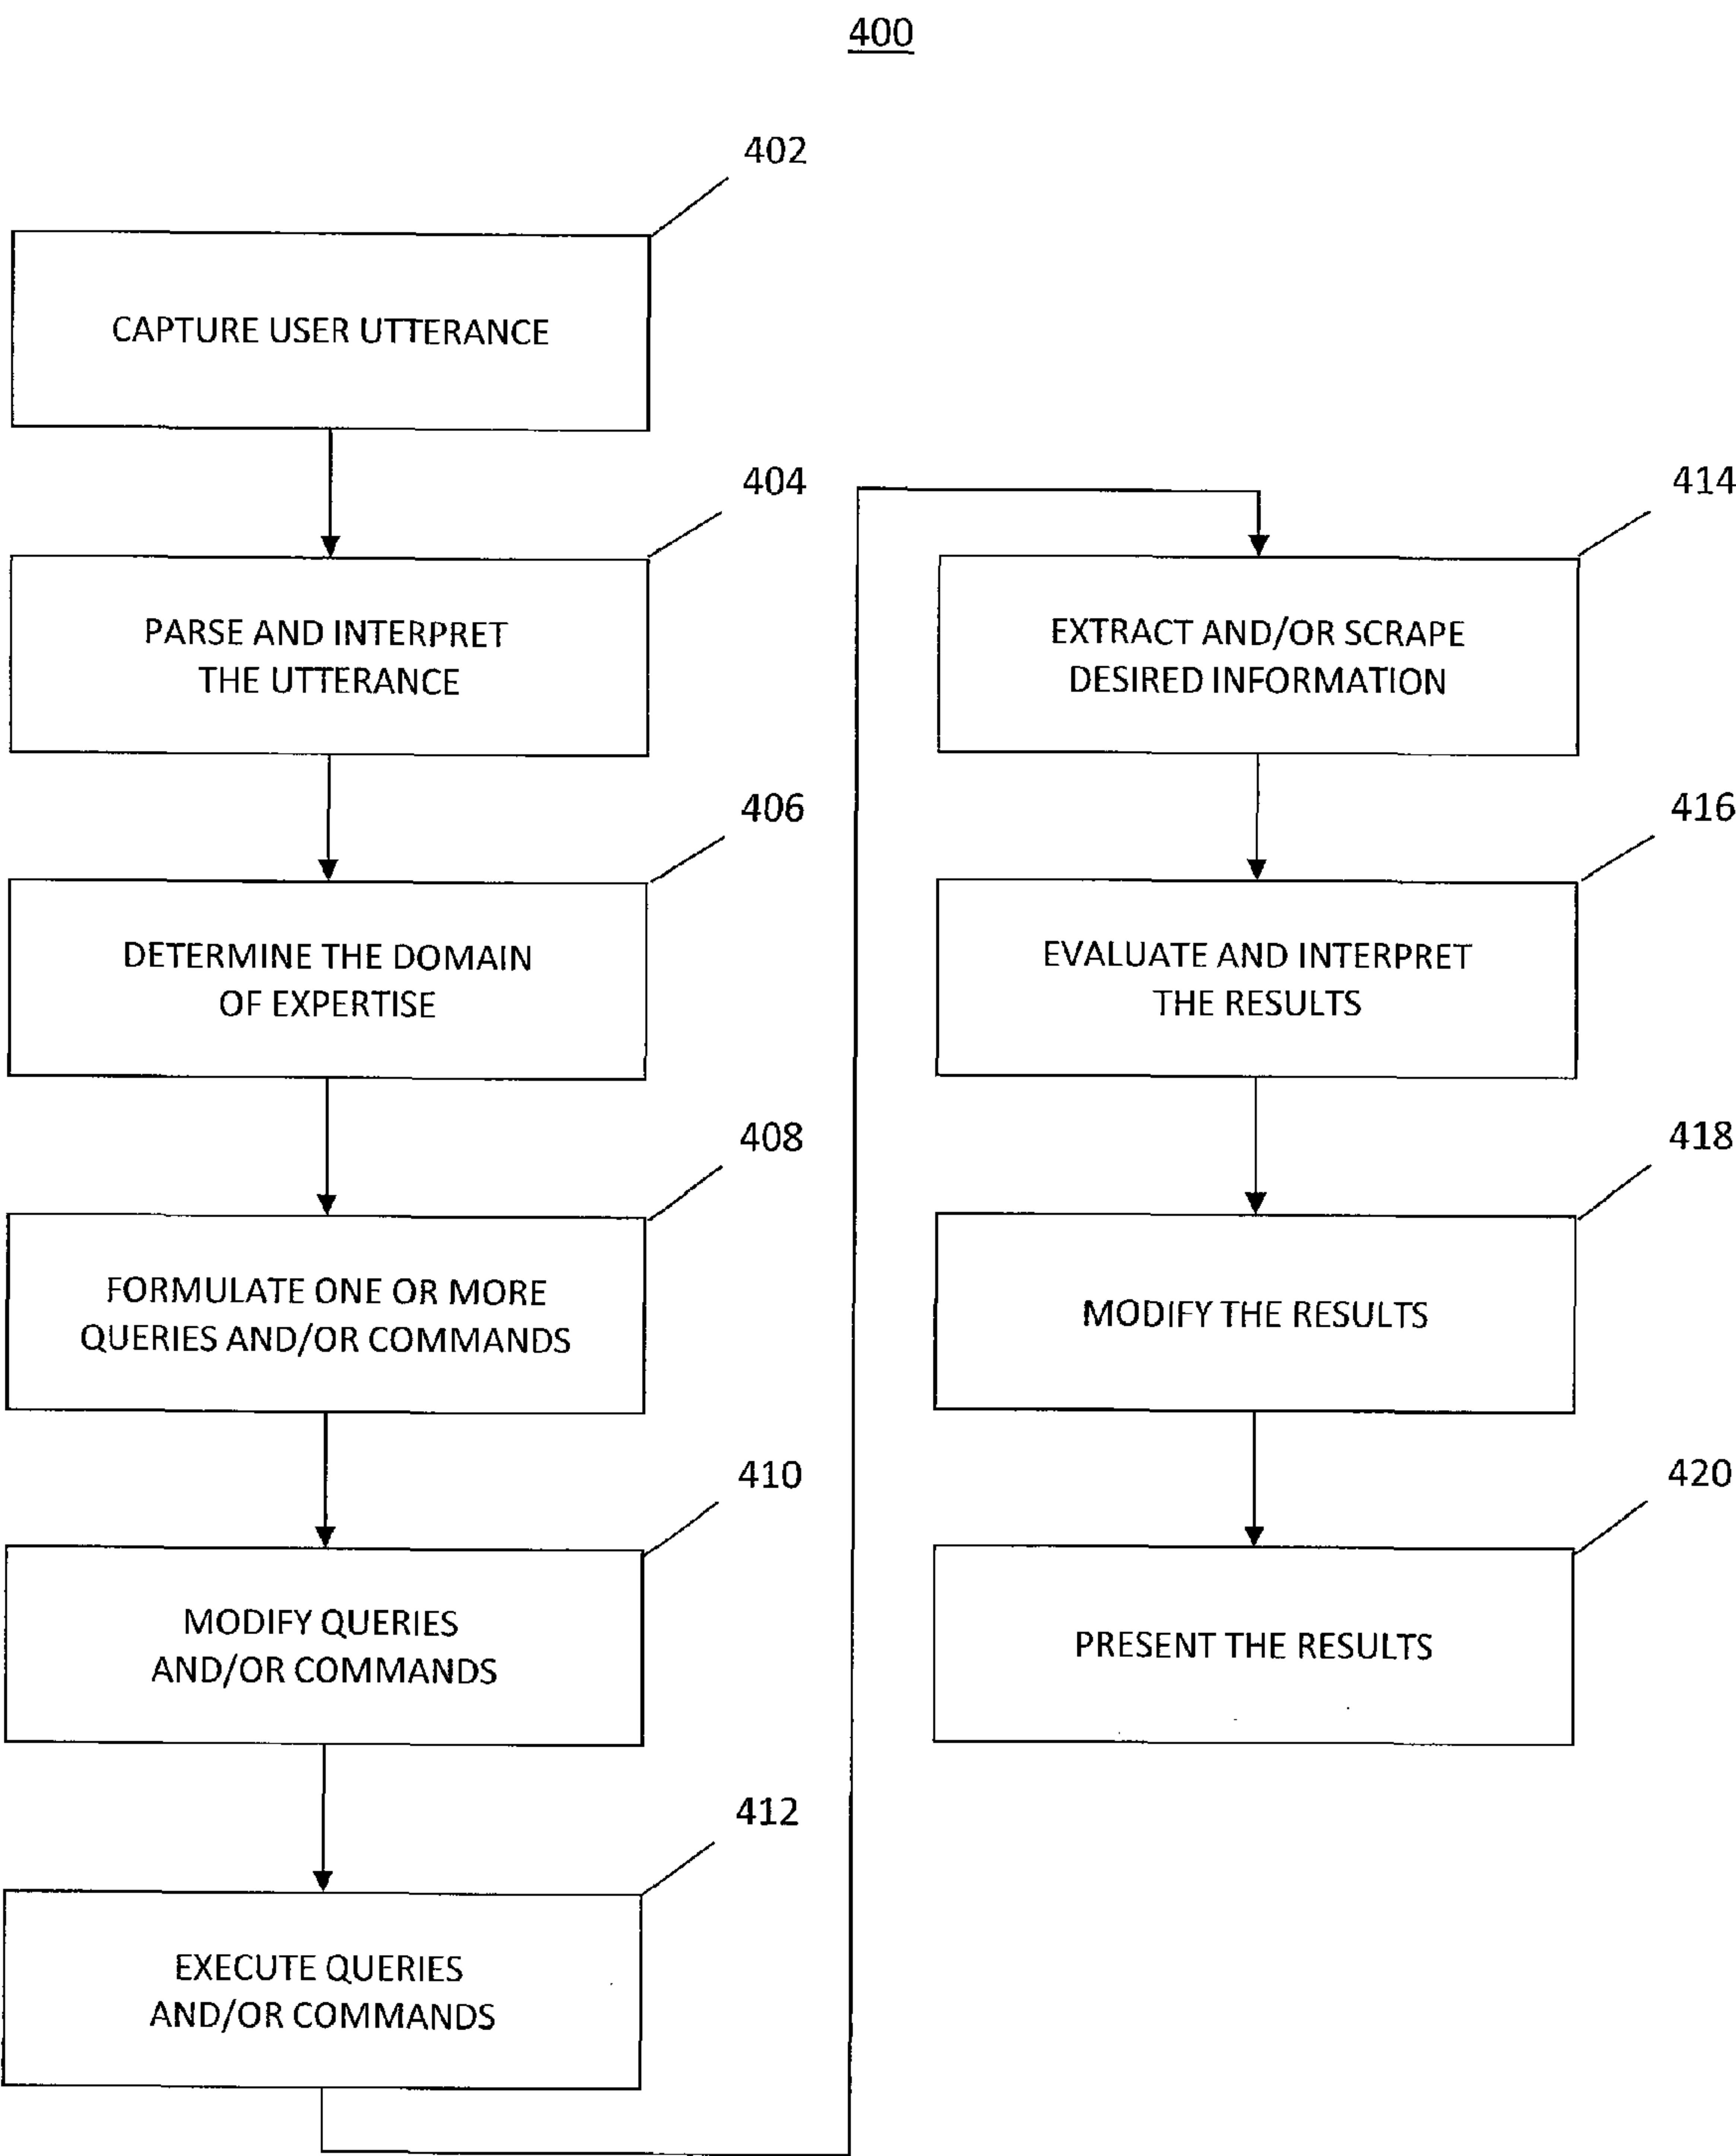 400
402
CAPTURE USER UTTERANCE
404
PARSE AND INTERPRET
THE UTTERANCE
406
DETERMINE THE DOMAIN
OF EXPERTISE
408
FORMULATE ONE OR MORE
QUERIES AND/OR COMMANDS
410
MODIFY QUERIES
AND/OR COMMANDS
412
EXECUTE QUERIES
AND/OR COMMANDS
414
EXTRACT AND/OR SCRAPE
DESIRED INFORMATION
416
EVALUATE AND INTERPRET
THE RESULTS
418
MODIFY THE RESULTS
420
PRESENT THE RESULTS